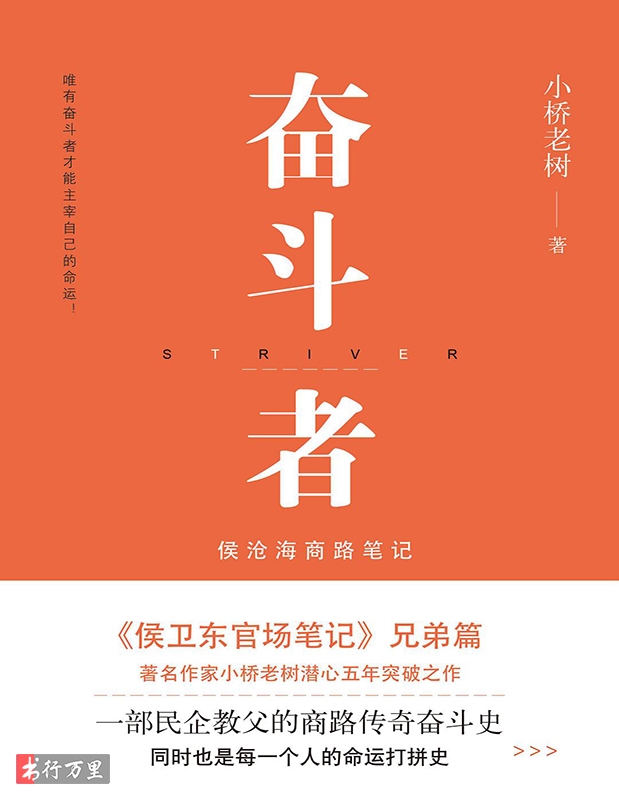 奋斗者
STRIVER
侯沧海商路笔记
小桥老树——著
唯有奋斗者才能主宰自己的命运!
《侯卫东官场笔记》兄弟篇
著名作家小桥老树潜心五年突破之作
一部民企教父的商路传奇奋斗史
同时也是每一个人的命运打拼史
>>>
书行万里